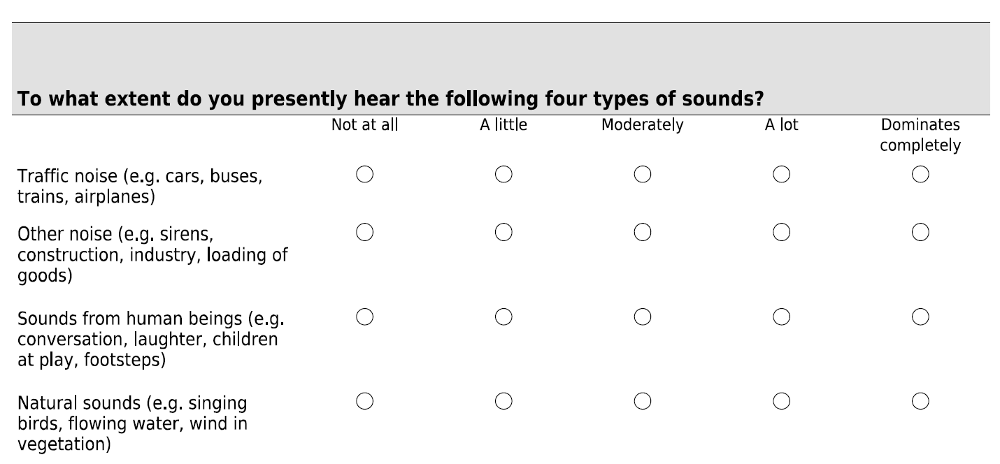 To what extent do you presently hear the following four types of sounds?
Not at all A little Moderately A lot Dominates
completely
Traffic noise (e.g. cars, buses,
trains, airplanes)
Other noise (e.g. sirens,
construction, industry, loading of
goods)
Sounds from human beings (e.g.
conversation, laughter, children
at play, footsteps)
Natural sounds (e.g. singing
birds, flowing water, wind in
vegetation)